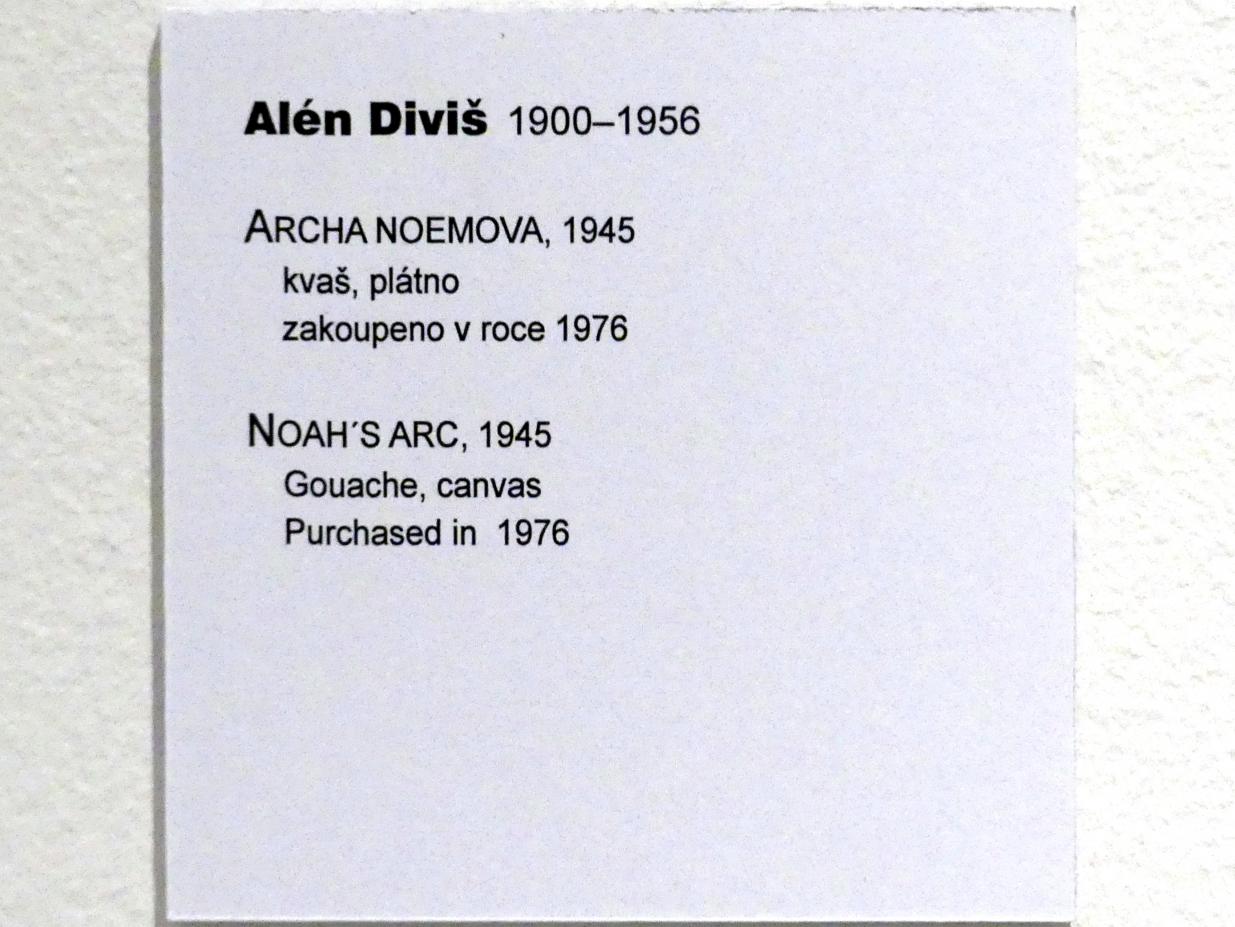 Alén Diviš 1900–1956
ARCHA NOEMOVA, 1945
kvaš, plátno
zakoupeno v roce 1976
NOAH´S ARC, 1945
Gouache, canvas
Purchased in 1976